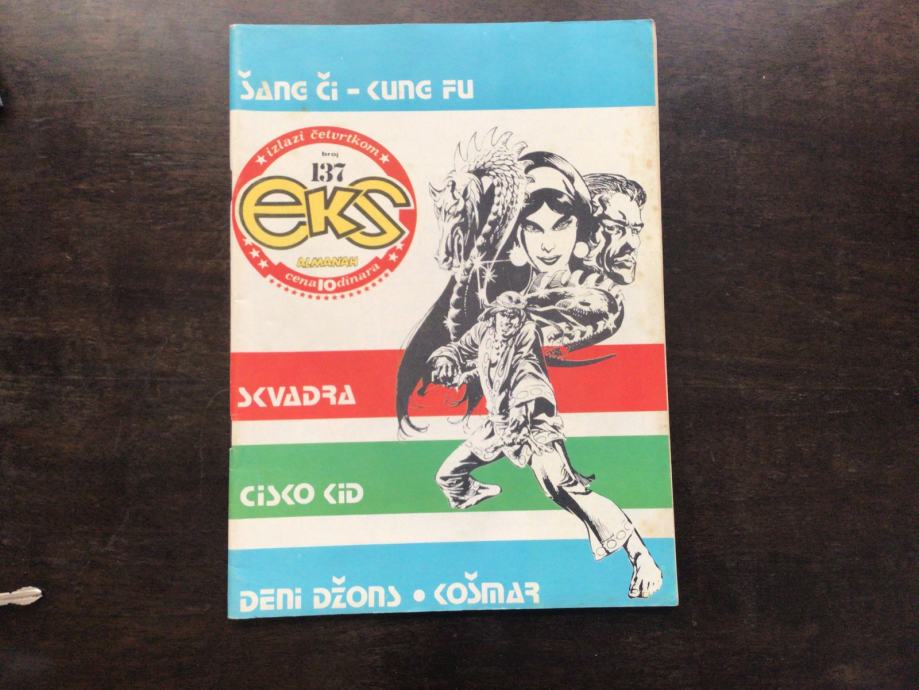 ŠANG ČI - KUNG FU
izlazi četvrtkom
broj
137
eks
ALMANAH
cena 10 dinara
SKVADRA
CISKO KID
DENI DŽONS • KOŠMAR